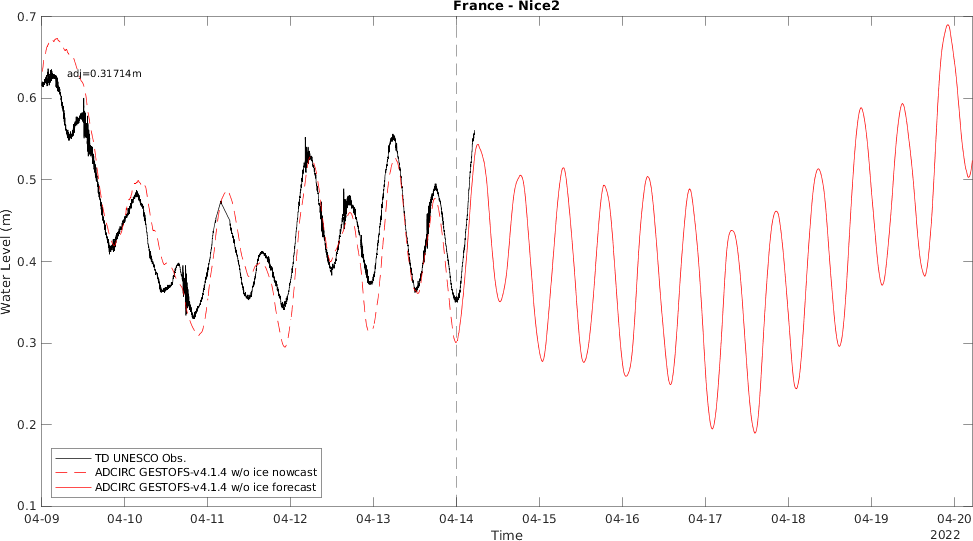 France - Nice2
0.7
0.6
0.5
0.4
0.3
0.2
0.1
Water Level (m)
adj=0.31714m
TD UNESCO Obs.
ADCIRC GESTOFS-v4.1.4 w/o ice nowcast
ADCIRC GESTOFS-v4.1.4 w/o ice forecast
04-09 04-10 04-11 04-12 04-13 04-14 04-15 04-16 04-17 04-18 04-19 04-20
2022
Time